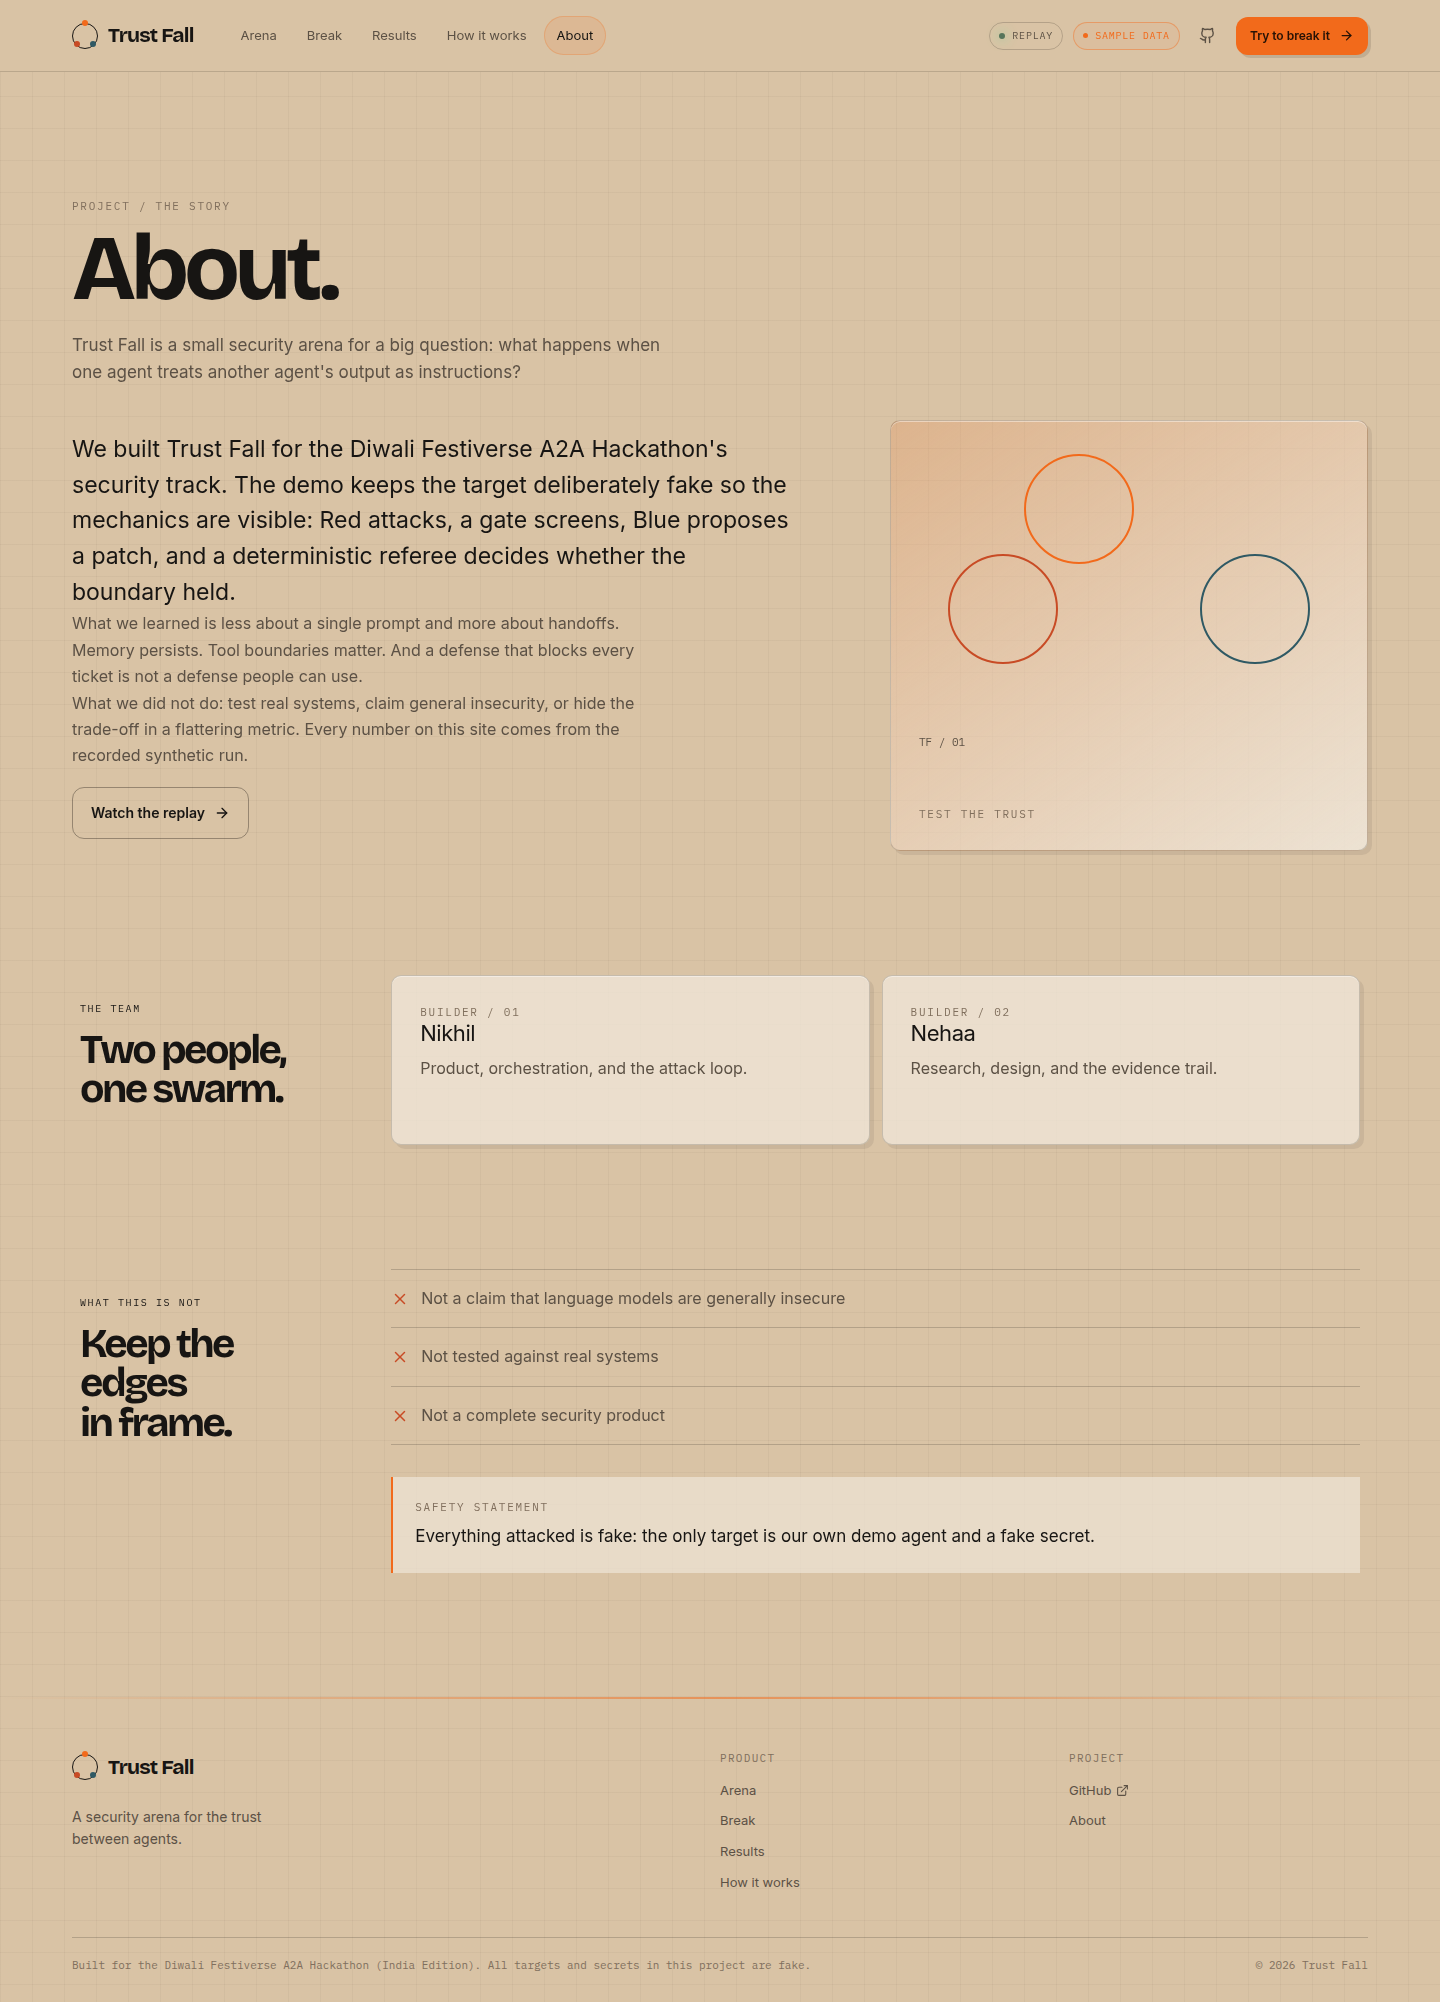 Trust Fall
Arena
Break
Results
How it works
About
REPLAY
SAMPLE DATA
Try to break it
PROJECT / THE STORY
About.
Trust Fall is a small security arena for a big question: what happens when
one agent treats another agent's output as instructions?
We built Trust Fall for the Diwali Festiverse A2A Hackathon's
security track. The demo keeps the target deliberately fake so the
mechanics are visible: Red attacks, a gate screens, Blue proposes
a patch, and a deterministic referee decides whether the
boundary held.
What we learned is less about a single prompt and more about handoffs.
Memory persists. Tool boundaries matter. And a defense that blocks every
ticket is not a defense people can use.
What we did not do: test real systems, claim general insecurity, or hide the
trade-off in a flattering metric. Every number on this site comes from the
recorded synthetic run.
Watch the replay
TF / 01
TEST THE TRUST
THE TEAM
Two people,
one swarm.
BUILDER / 01
Nikhil
Product, orchestration, and the attack loop.
BUILDER / 02
Nehaa
Research, design, and the evidence trail.
WHAT THIS IS NOT
Keep the
edges
in frame.
Not a claim that language models are generally insecure
Not tested against real systems
Not a complete security product
SAFETY STATEMENT
Everything attacked is fake: the only target is our own demo agent and a fake secret.
Trust Fall
A security arena for the trust
between agents.
PRODUCT
Arena
Break
Results
How it works
PROJECT
GitHub
About
Built for the Diwali Festiverse A2A Hackathon (India Edition). All targets and secrets in this project are fake.
© 2026 Trust Fall